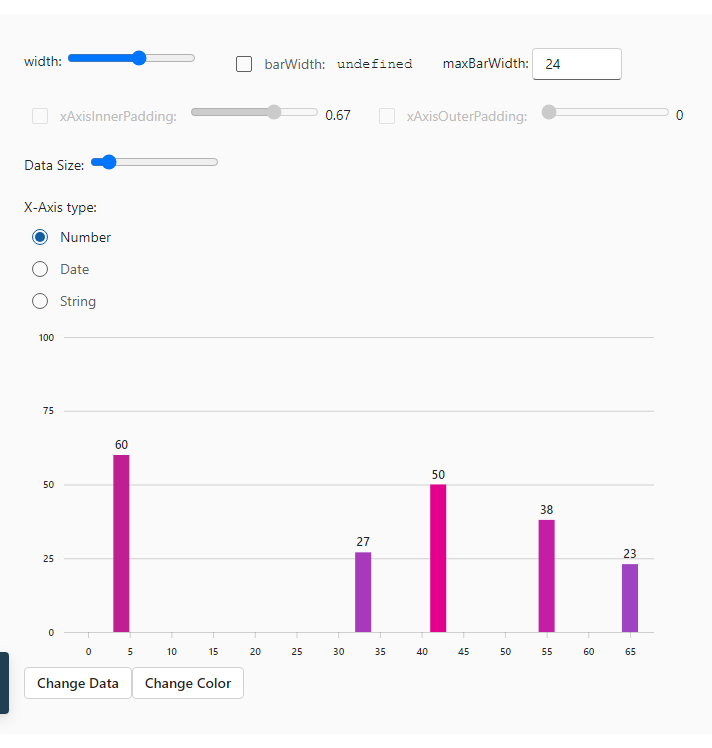 width: barWidth: undefined maxBarWidth: 24
xAxisInnerPadding: 0.67 xAxisOuterPadding: 0
Data Size:
X-Axis type:
Number
Date
String
100
75
50
25
0
60
27
50
38
23
0 5 10 15 20 25 30 35 40 45 50 55 60 65
Change Data Change Color